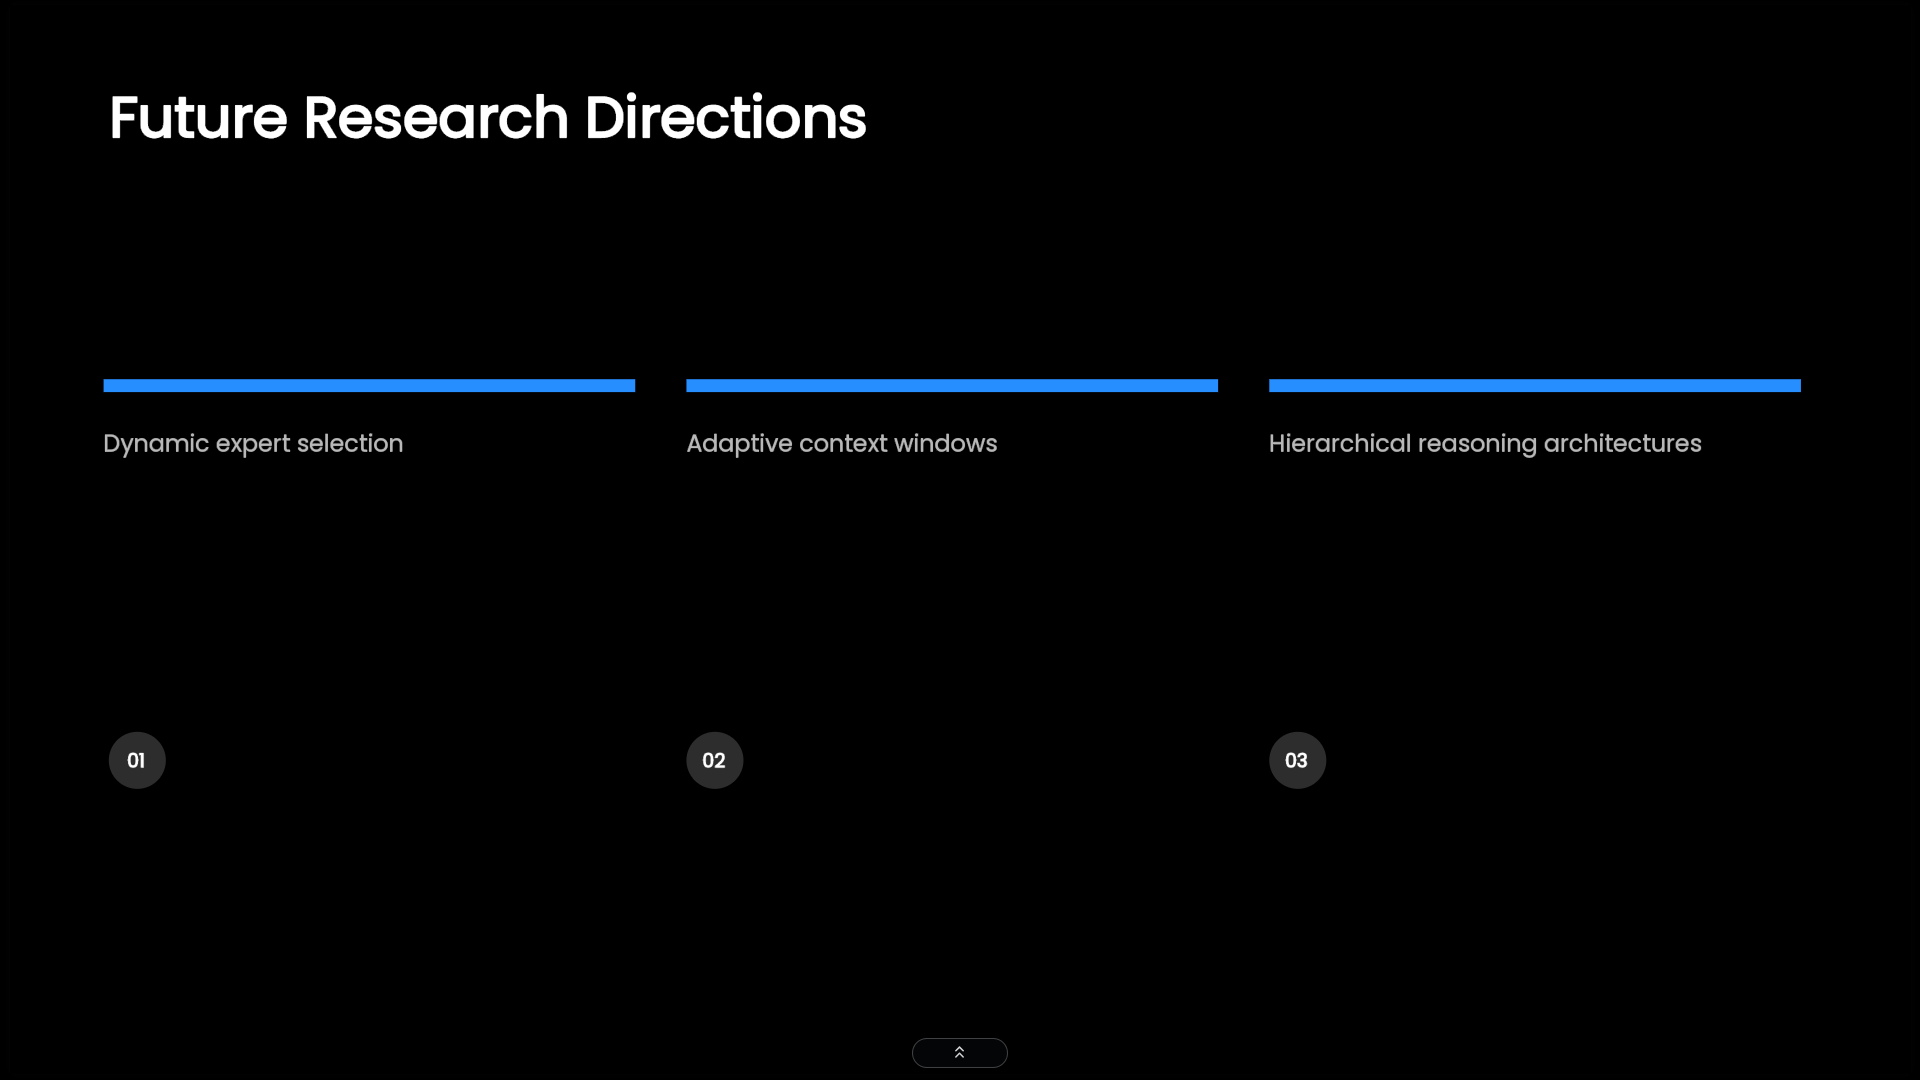 Future Research Directions
Dynamic expert selection
Adaptive context windows
Hierarchical reasoning architectures
01
02
03